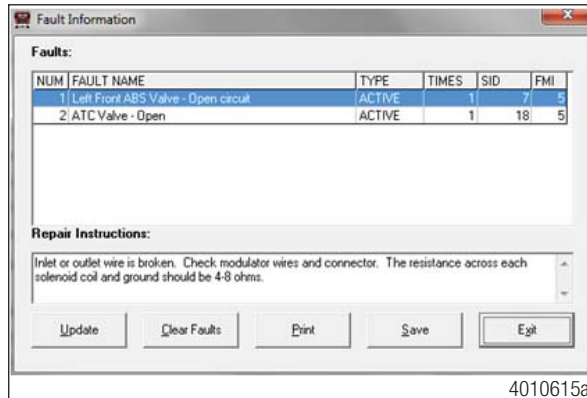 Fault Information
Faults:
NUM FAULT NAME TYPE TIMES SID FMI
1 Left Front ABS Valve - Open circuit ACTIVE 1 7 5
2 ATC Valve - Open ACTIVE 1 18 5
Repair Instructions:
Inlet or outlet wire is broken. Check modulator wires and connector. The resistance across each
solenoid coil and ground should be 4-8 ohms.
Update Clear Faults Print Save Exit
4010615a